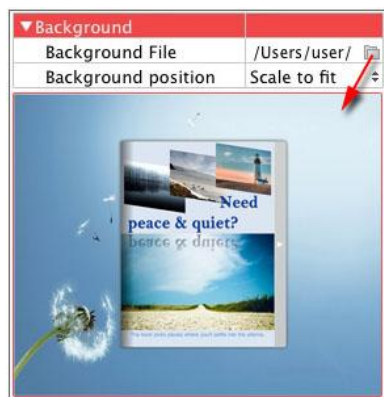 ▼Background
Background File /Users/user/
Background position Scale to fit
Need
peace & quiet?